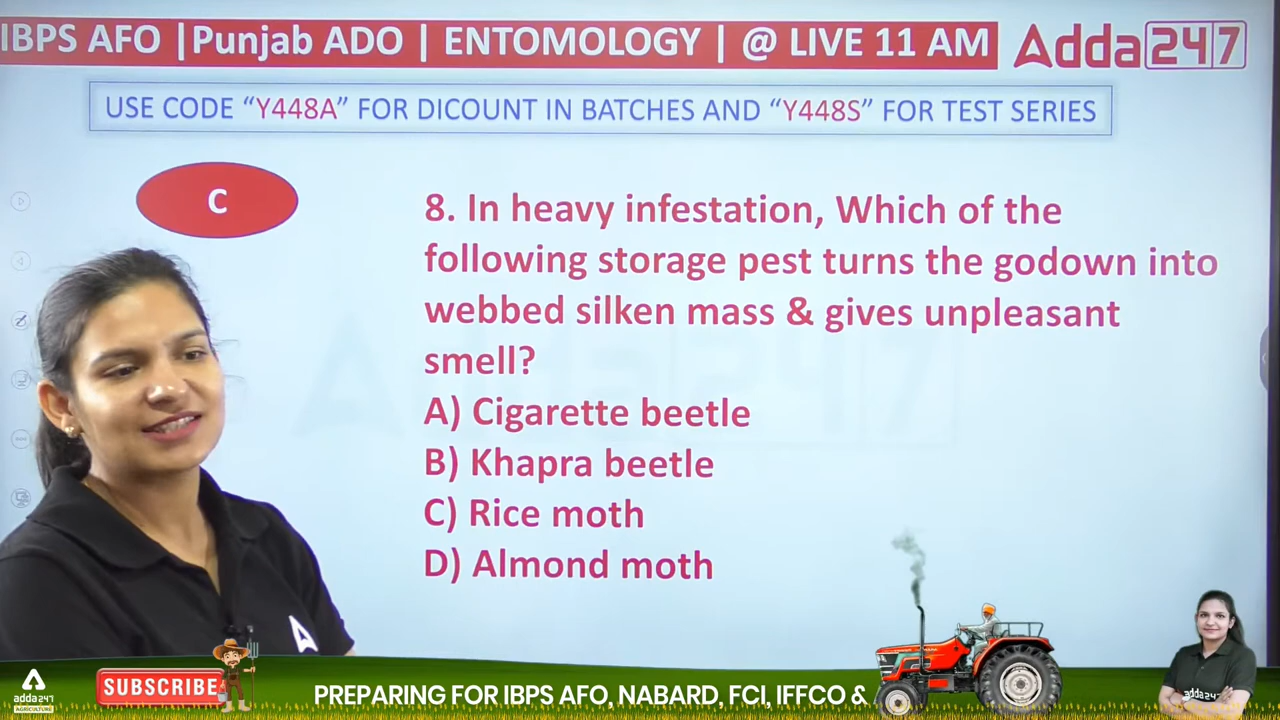 IBPS AFO |Punjab ADO | ENTOMOLOGY | @ LIVE 11 AM
Adda247
USE CODE “Y448A” FOR DICOUNT IN BATCHES AND “Y448S” FOR TEST SERIES
C
8. In heavy infestation, Which of the
following storage pest turns the godown into
webbed silken mass & gives unpleasant
smell?
A) Cigarette beetle
B) Khapra beetle
C) Rice moth
D) Almond moth
adda247
AGRICULTURE
SUBSCRIBE
PREPARING FOR IBPS AFO, NABARD, FCI, IFFCO &
adda247